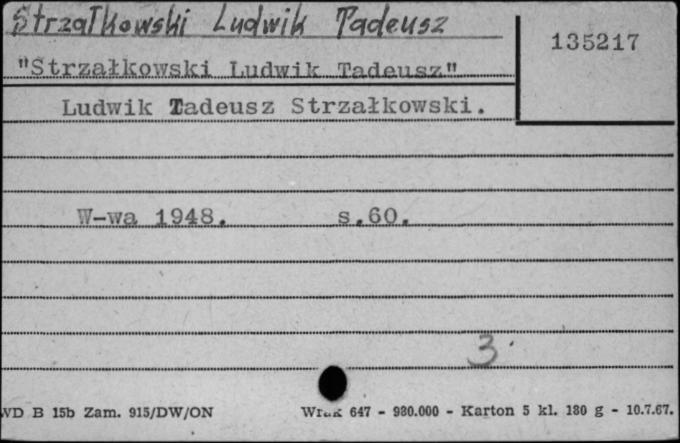 Strzałkowski Ludwik Tadeusz
135217
"Strzałkowski Ludwik Tadeusz"
Ludwik Tadeusz Strzałkowski.
W-wa 1948. s.60.
3
WD B 15b Zam. 915/DW/ON Wrak 647 - 980.000 - Karton 5 kl. 180 g - 10.7.67.